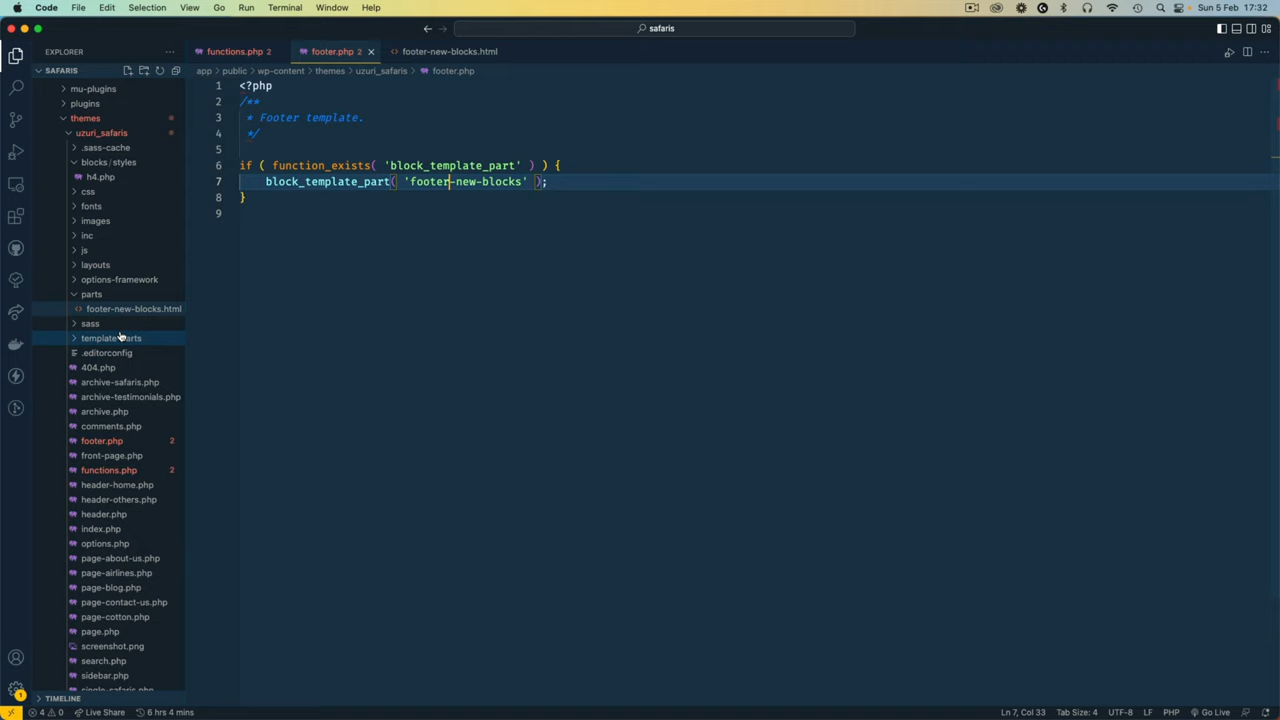 Code File Edit Selection View Go Run Terminal Window Help Sun 5 Feb 17:32
safaris
EXPLORER
functions.php 2 footer.php 2 footer-new-blocks.html
SAFARIS
app > public > wp-content > themes > uzuri_safaris > footer.php
mu-plugins
plugins
themes
uzuri_safaris
.sass-cache
blocks / styles
h4.php
css
fonts
images
inc
js
layouts
options-framework
parts
footer-new-blocks.html
sass
template-parts
.editorconfig
404.php
archive-safaris.php
archive-testimonials.php
archive.php
comments.php
footer.php 2
front-page.php
functions.php 2
header-home.php
header-others.php
header.php
index.php
options.php
page-about-us.php
page-airlines.php
page-blog.php
page-contact-us.php
page-cotton.php
page.php
screenshot.png
search.php
sidebar.php
single-safaris.php
1 <?php
2 /**
3 * Footer template.
4 */
5
6 if ( function_exists( 'block_template_part' ) ) {
7 block_template_part( 'footer-new-blocks' );
8 }
9
TIMELINE
1
4 0 Live Share 6 hrs 4 mins Ln 7, Col 33 Tab Size: 4 UTF-8 LF PHP Go Live